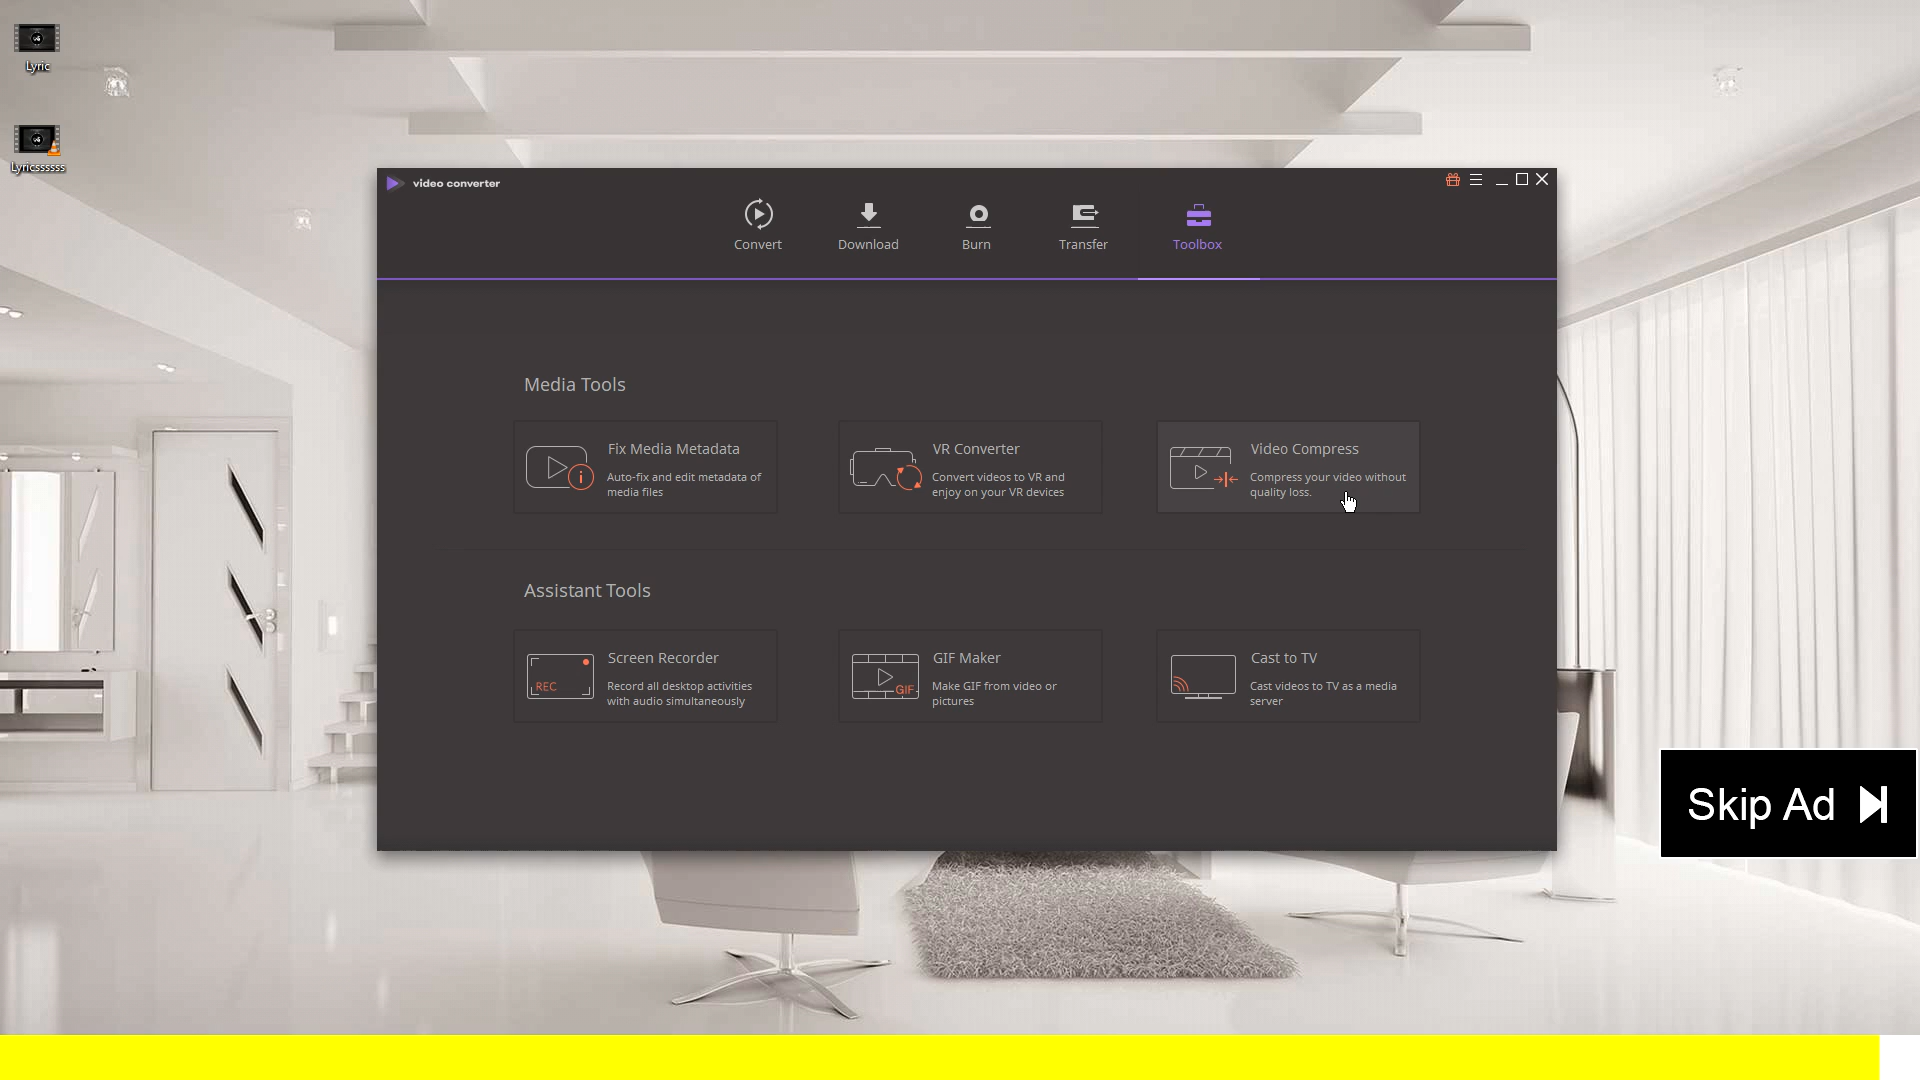 Lyric
Lyricssssss
video converter
Convert
Download
Burn
Transfer
Toolbox
Media Tools
Fix Media Metadata
Auto-fix and edit metadata of
media files
VR Converter
Convert videos to VR and
enjoy on your VR devices
Video Compress
Compress your video without
quality loss.
Assistant Tools
REC
Screen Recorder
Record all desktop activities
with audio simultaneously
GIF
GIF Maker
Make GIF from video or
pictures
Cast to TV
Cast videos to TV as a media
server
Skip Ad